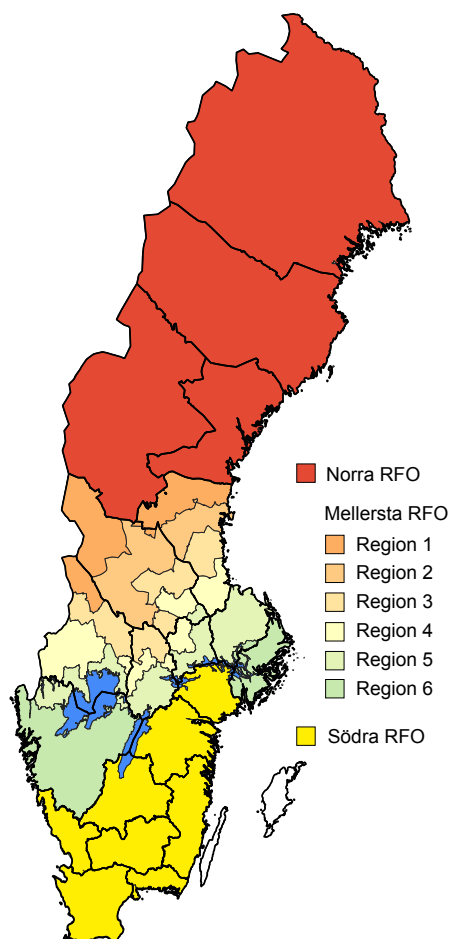 Norra RFO
Mellersta RFO
Region 1
Region 2
Region 3
Region 4
Region 5
Region 6
Södra RFO